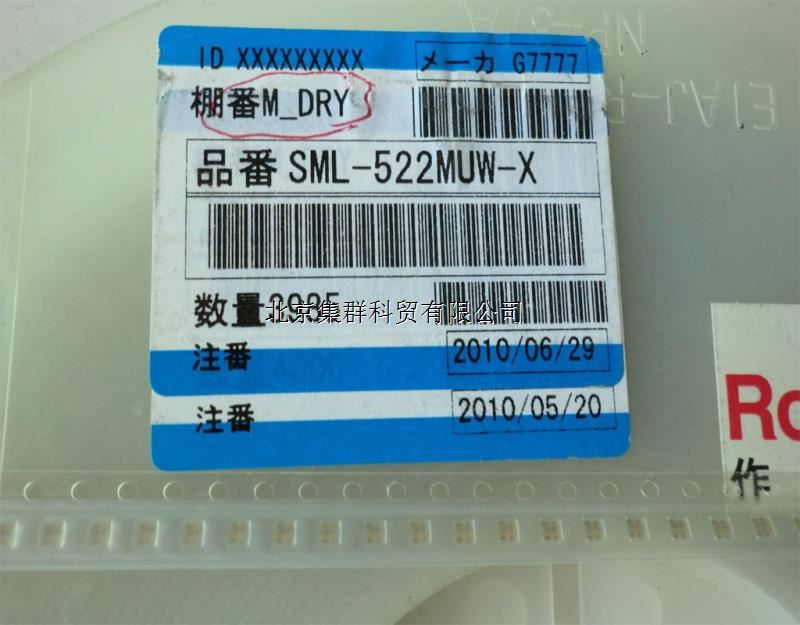 ID XXXXXXXXX メーカ G7777
棚番M_DRY
品番 SML-522MUW-X
数量
北京集群科贸有限公司
注番 2010/06/29
注番 2010/05/20
作